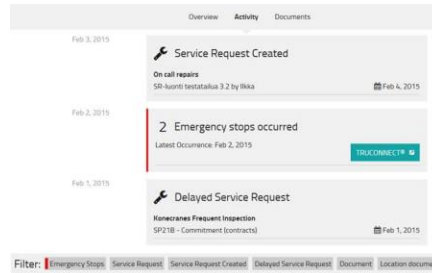 Overview Activity Documents
Feb 3, 2015
Service Request Created
On call repairs
SR-luonti testatailua 3.2 by Ilkka
Feb 4, 2015
Feb 2, 2015
2 Emergency stops occurred
Latest Occurrence: Feb 2, 2015
TRUCONNECT®
Feb 1, 2015
Delayed Service Request
Konecranes Frequent Inspection
SP21B - Commitment (contracts)
Feb 1, 2015
Filter: Emergency Stops Service Request Service Request Created Delayed Service Request Document Location docume